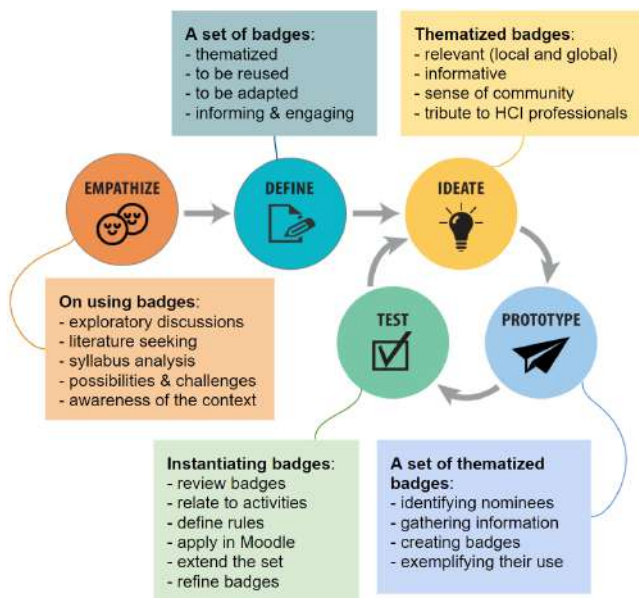 A set of badges:
- thematized
- to be reused
- to be adapted
- informing & engaging
Thematized badges:
- relevant (local and global)
- informative
- sense of community
- tribute to HCI professionals
EMPATHIZE
DEFINE
IDEATE
TEST
PROTOTYPE
On using badges:
- exploratory discussions
- literature seeking
- syllabus analysis
- possibilities & challenges
- awareness of the context
Instantiating badges:
- review badges
- relate to activities
- define rules
- apply in Moodle
- extend the set
- refine badges
A set of thematized
badges:
- identifying nominees
- gathering information
- creating badges
- exemplifying their use